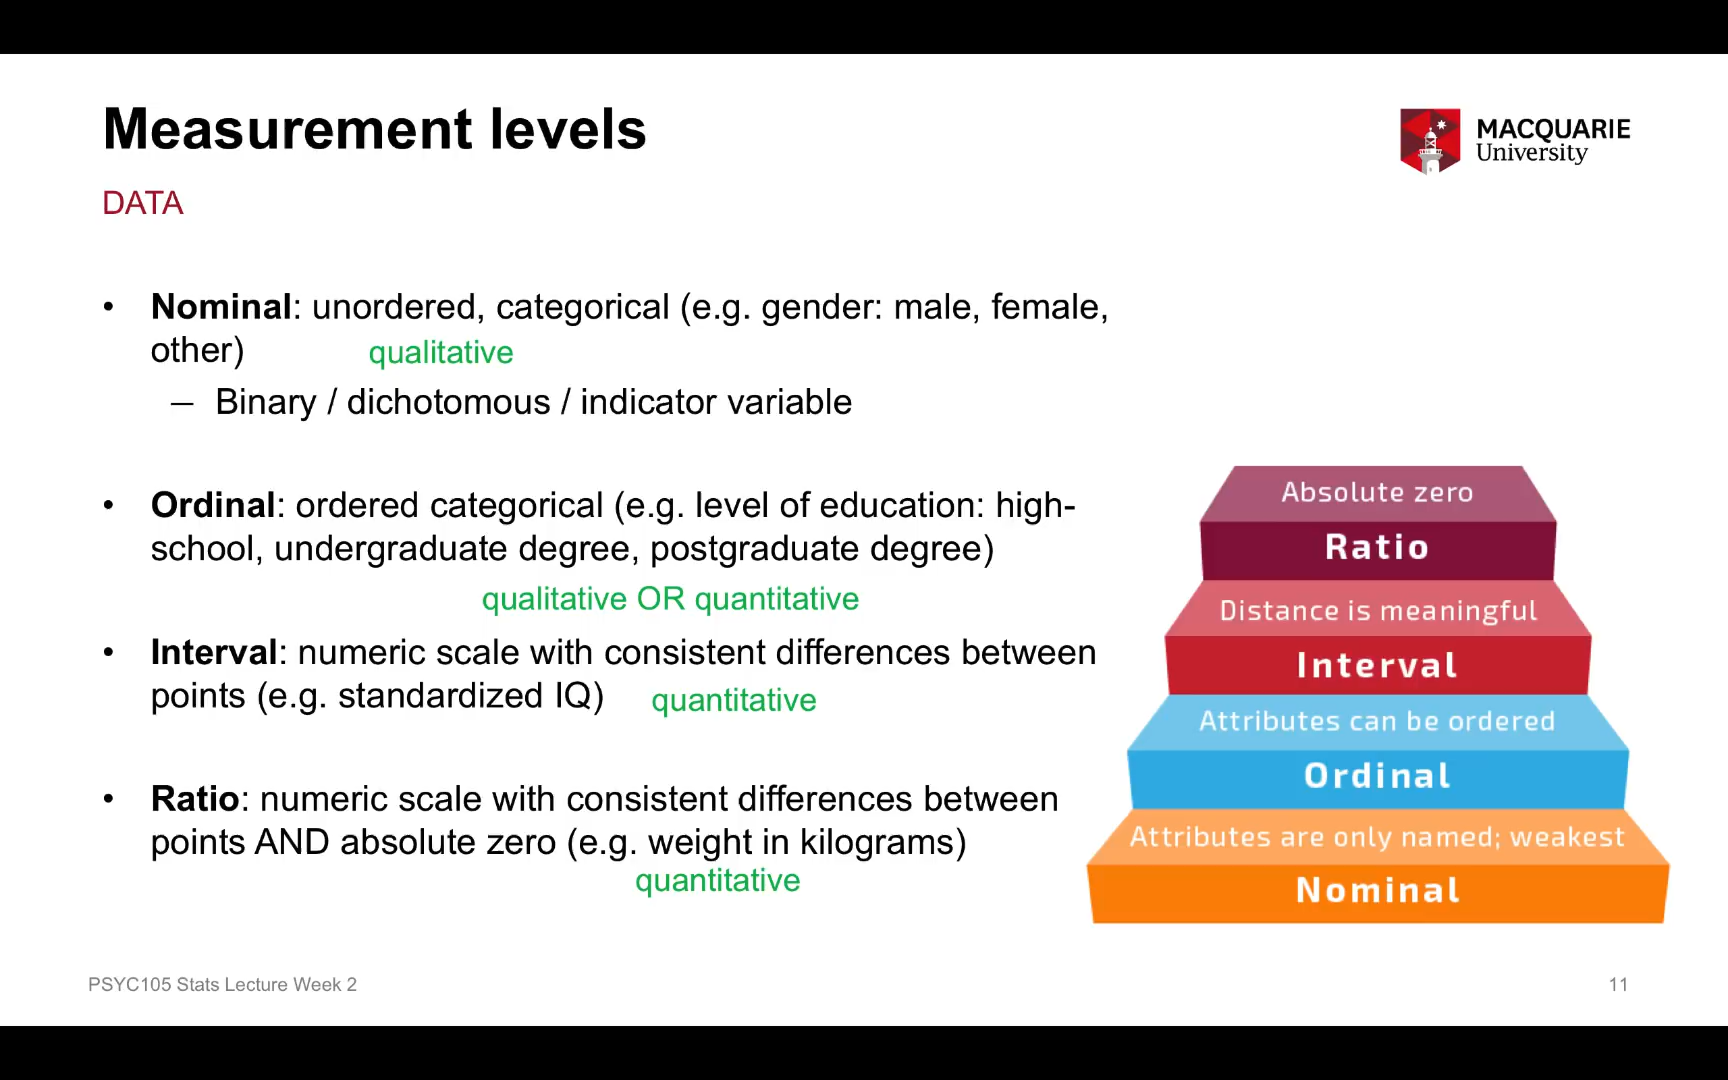 Measurement levels
MACQUARIE
University
DATA
• Nominal: unordered, categorical (e.g. gender: male, female,
other)
qualitative
– Binary / dichotomous / indicator variable
• Ordinal: ordered categorical (e.g. level of education: high-
school, undergraduate degree, postgraduate degree)
qualitative OR quantitative
• Interval: numeric scale with consistent differences between
points (e.g. standardized IQ)
quantitative
• Ratio: numeric scale with consistent differences between
points AND absolute zero (e.g. weight in kilograms)
quantitative
Absolute zero
Ratio
Distance is meaningful
Interval
Attributes can be ordered
Ordinal
Attributes are only named; weakest
Nominal
PSYC105 Stats Lecture Week 2
11